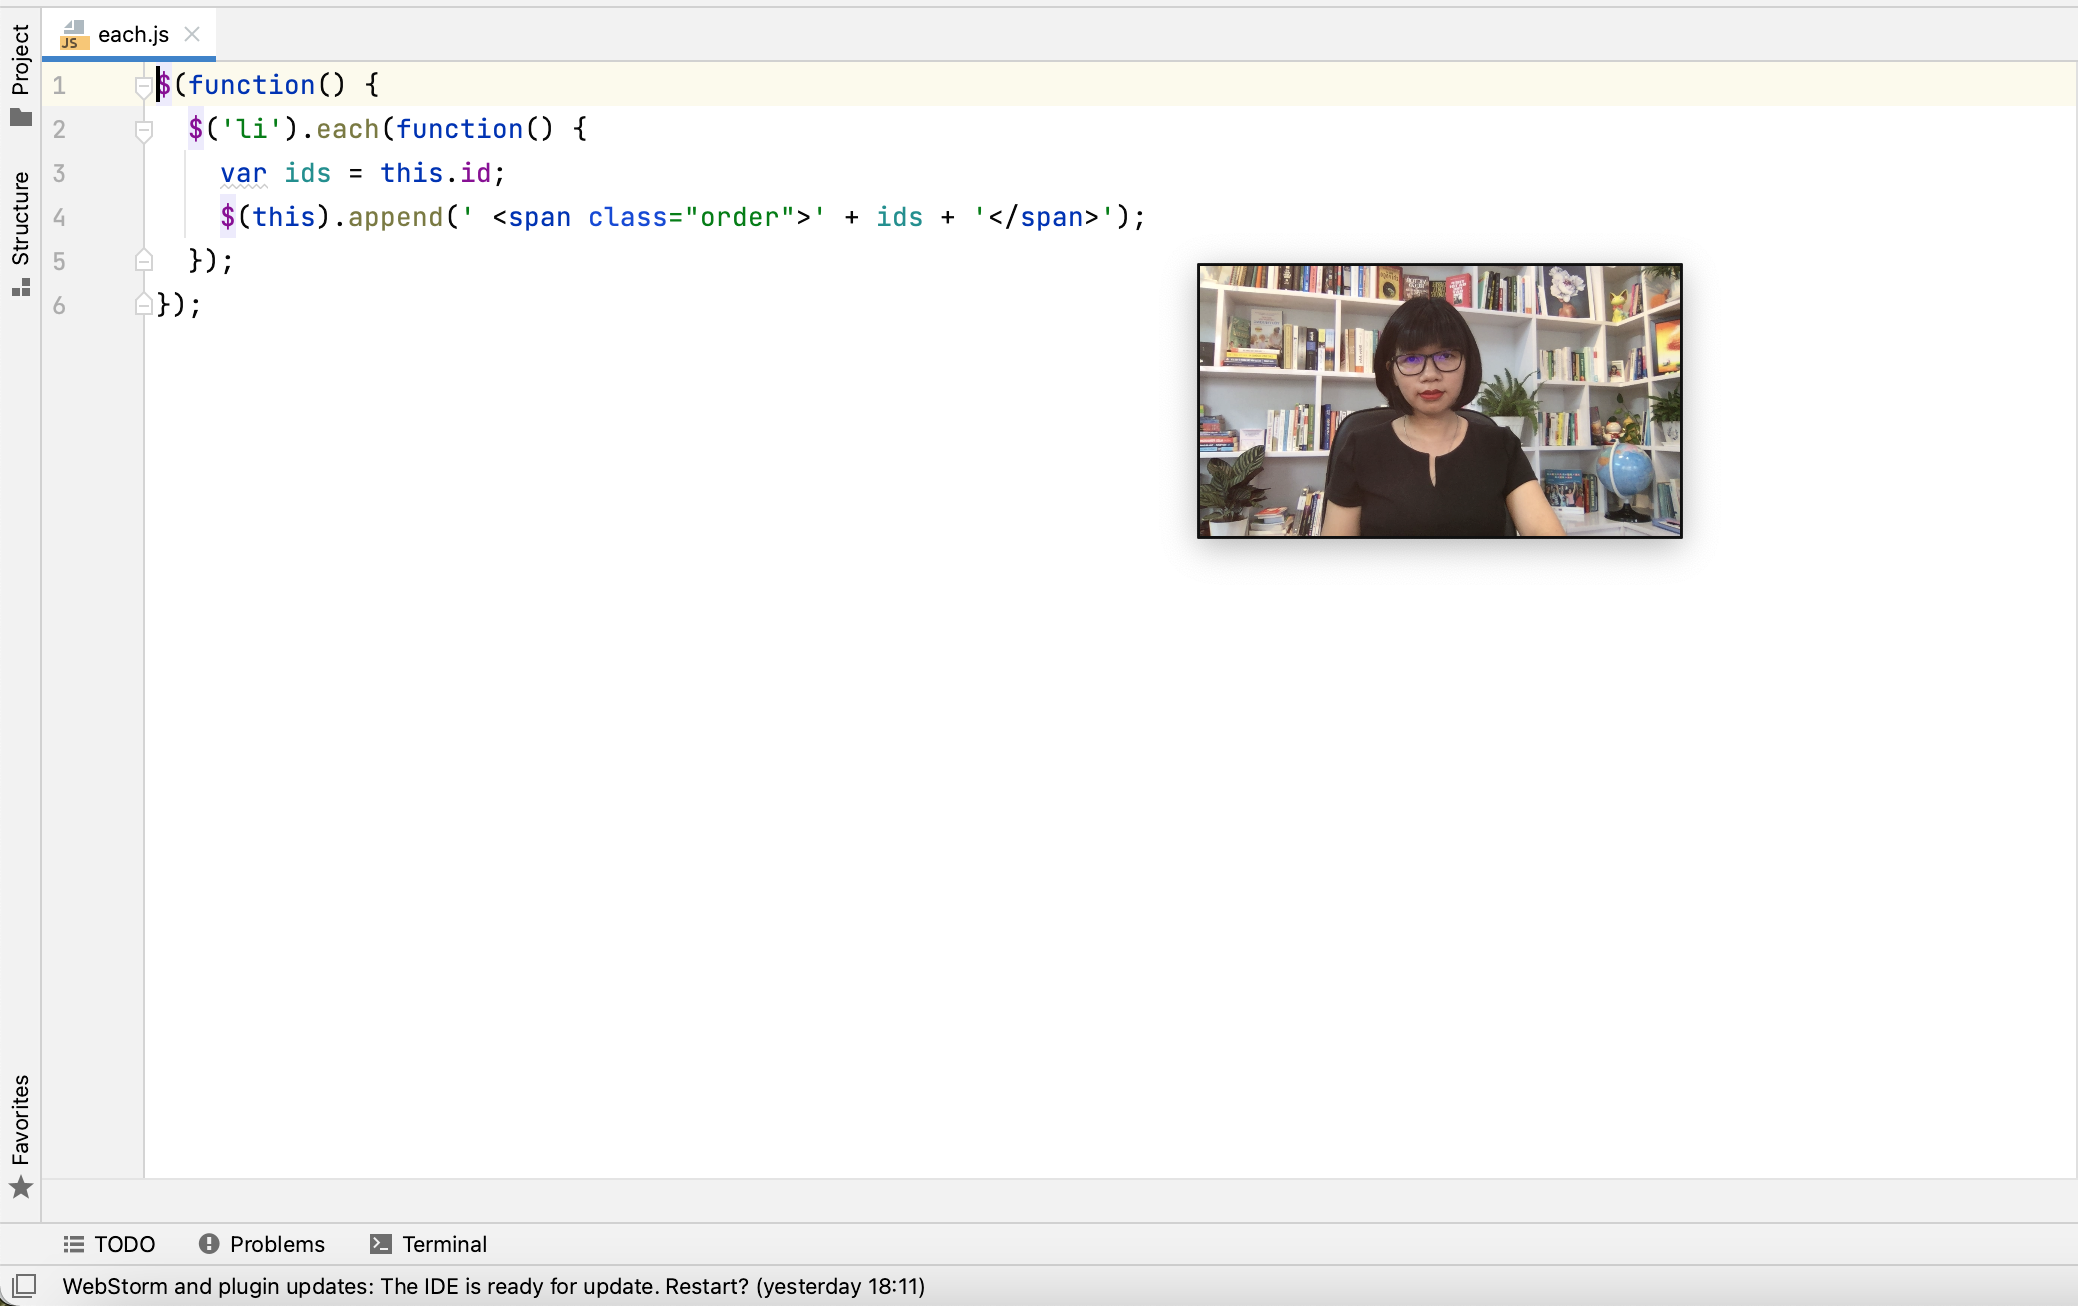 Project
Structure
Favorites
JS each.js
1 $(function() {
2 $('li').each(function() {
3 var ids = this.id;
4 $(this).append(' <span class="order">' + ids + '</span>');
5 });
6 });
TODO Problems Terminal
WebStorm and plugin updates: The IDE is ready for update. Restart? (yesterday 18:11)